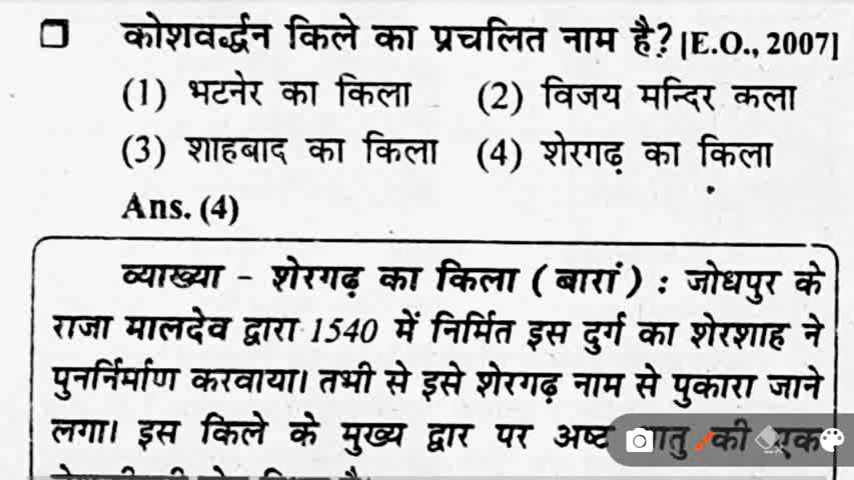 कोशवर्द्धन किले का प्रचलित नाम है? [E.O., 2007]
(1) भटनेर का किला (2) विजय मन्दिर कला
(3) शाहबाद का किला (4) शेरगढ़ का किला
Ans. (4)
व्याख्या - शेरगढ़ का किला ( बारां ) : जोधपुर के
राजा मालदेव द्वारा 1540 में निर्मित इस दुर्ग का शेरशाह ने
पुनर्निर्माण करवाया। तभी से इसे शेरगढ़ नाम से पुकारा जाने
लगा। इस किले के मुख्य द्वार पर अष्ट की एक